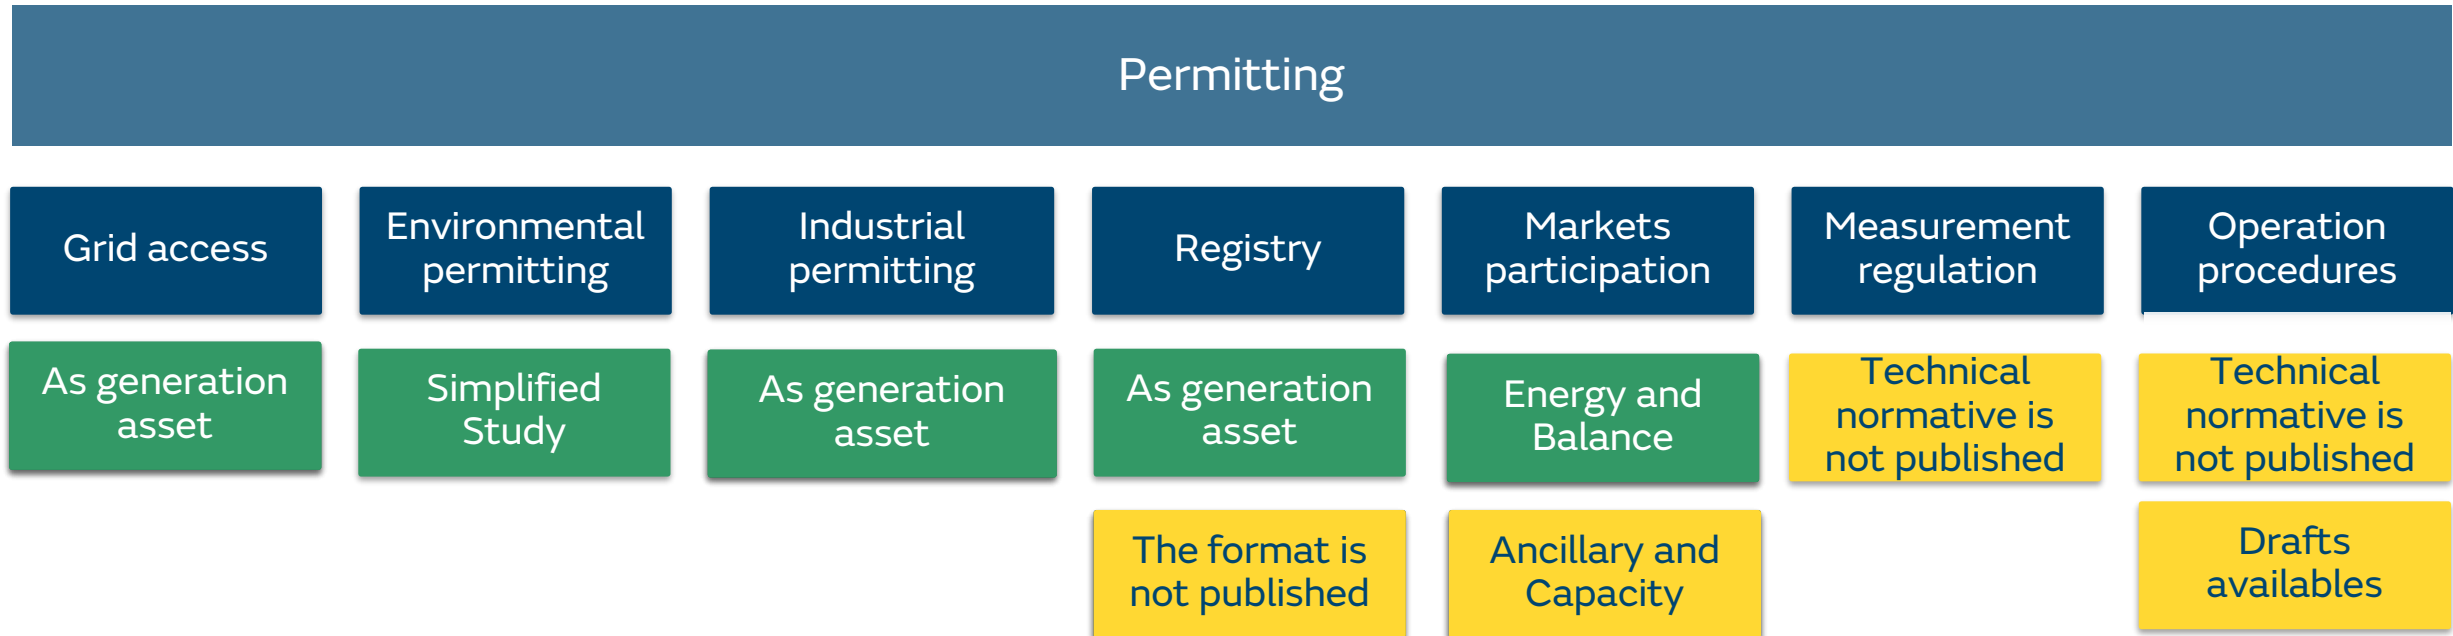 Permitting
Grid access
Environmental
permitting
Industrial
permitting
Registry
Markets
participation
Measurement
regulation
Operation
procedures
As generation
asset
Simplified
Study
As generation
asset
As generation
asset
Energy and
Balance
Technical
normative is
not published
Technical
normative is
not published
The format is
not published
Ancillary and
Capacity
Drafts
availables